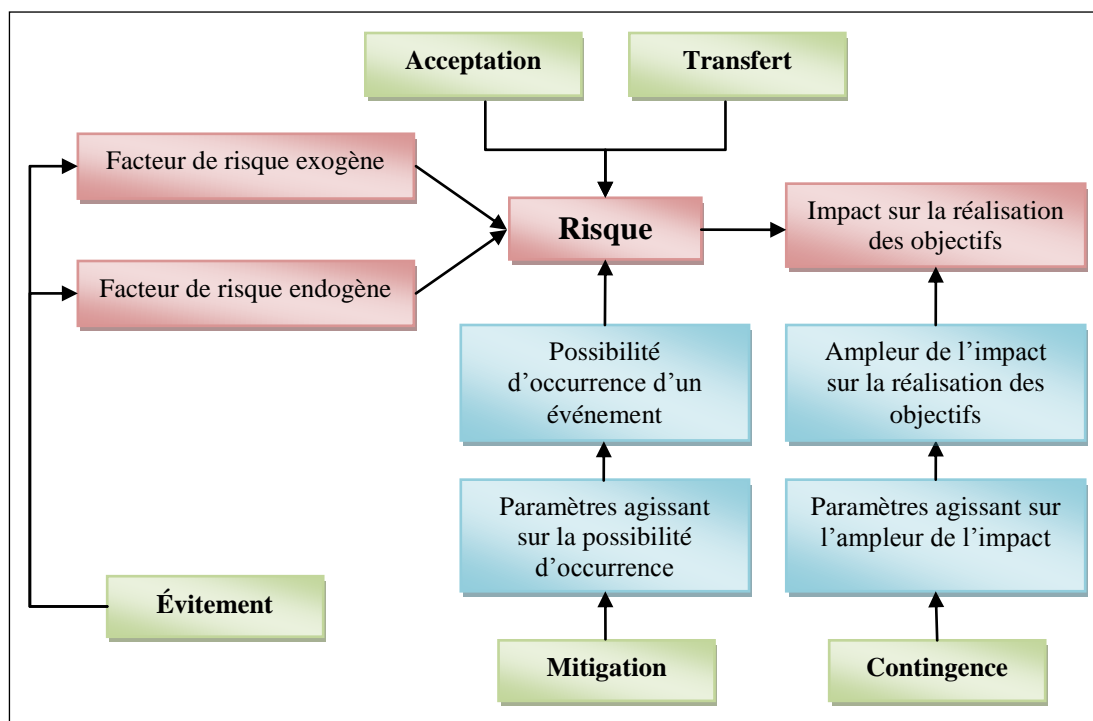 Acceptation
Transfert
Facteur de risque exogène
Risque
Impact sur la réalisation
des objectifs
Facteur de risque endogène
Possibilité
d’occurrence d’un
événement
Ampleur de l’impact
sur la réalisation des
objectifs
Paramètres agissant
sur la possibilité
d’occurrence
Paramètres agissant sur
l’ampleur de l’impact
Évitement
Mitigation
Contingence